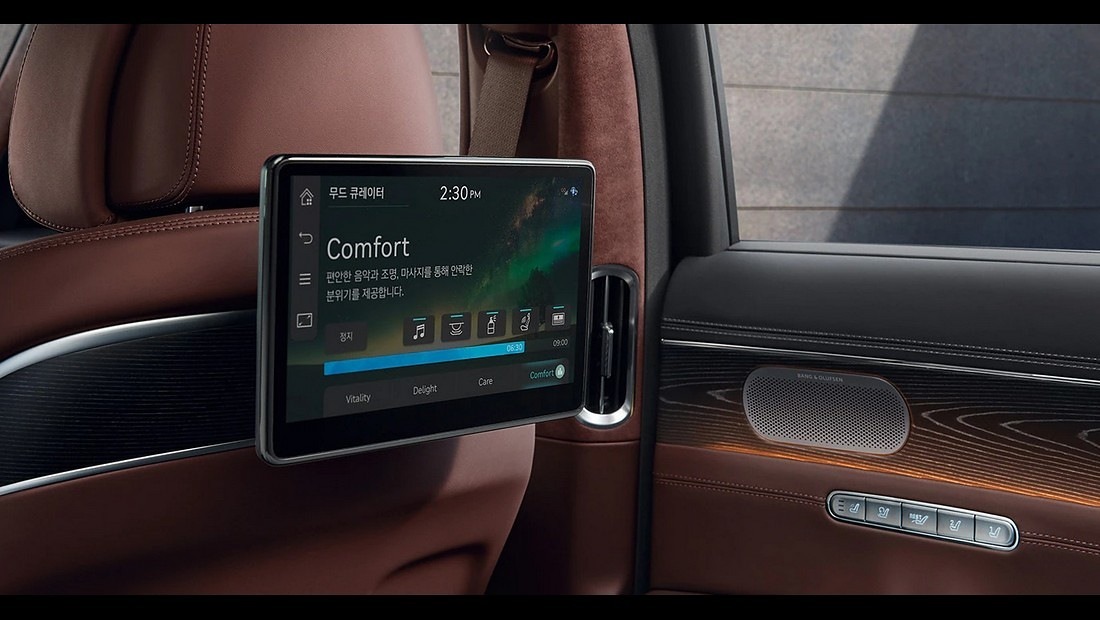 무드 큐레이터
2:30 PM
Comfort
편안한 음악과 조명, 마사지를 통해 안락한
분위기를 제공합니다.
정지
06:30
09:00
Vitality
Delight
Care
Comfort
BANG & OLUFSEN